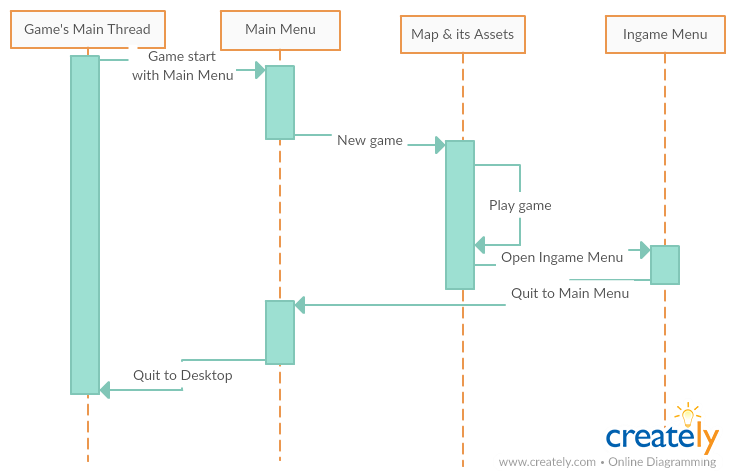 Game's Main Thread
Main Menu
Map & its Assets
Ingame Menu
Game start
with Main Menu
New game
Play game
Open Ingame Menu
Quit to Main Menu
Quit to Desktop
creately
www.creately.com • Online Diagramming